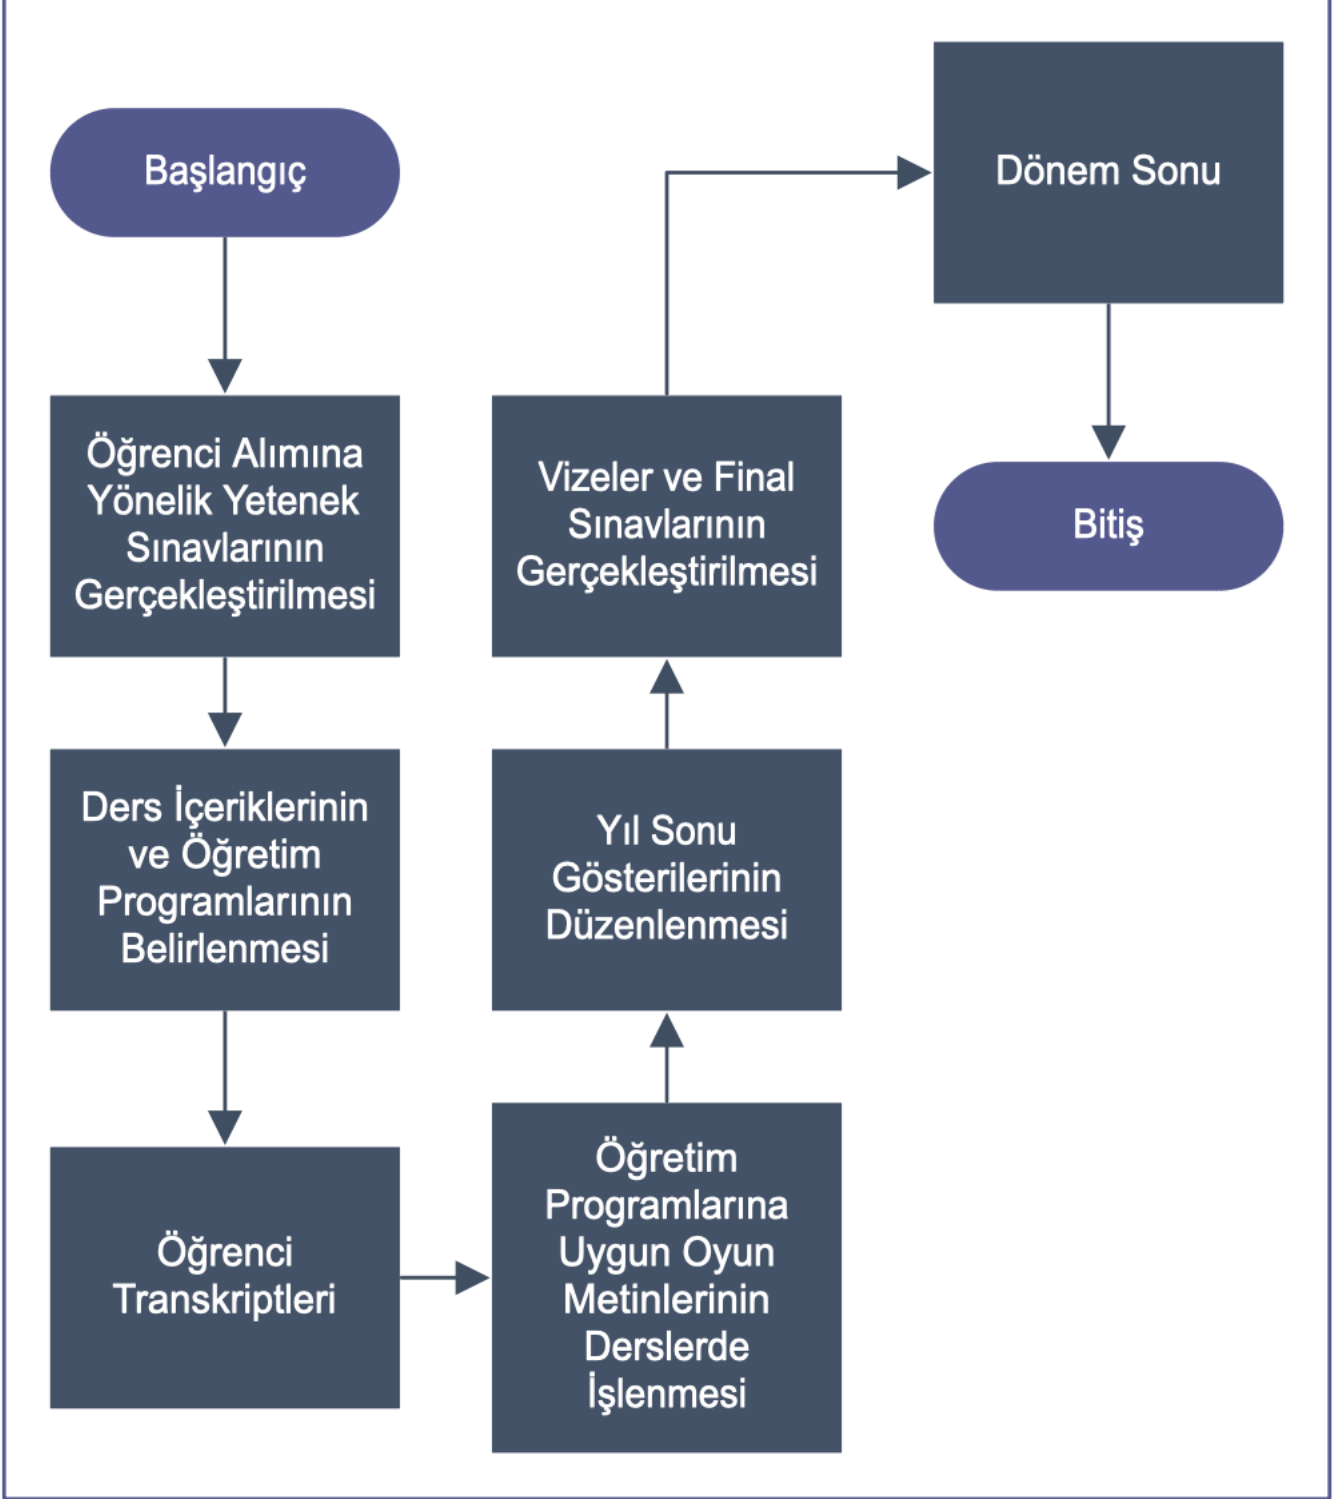 Başlangıç
Öğrenci Alımına
Yönelik Yetenek
Sınavlarının
Gerçekleştirilmesi
Ders İçeriklerinin
ve Öğretim
Programlarının
Belirlenmesi
Öğrenci
Transkriptleri
Öğretim
Programlarına
Uygun Oyun
Metinlerinin
Derslerde
İşlenmesi
Yıl Sonu
Gösterilerinin
Düzenlenmesi
Vizeler ve Final
Sınavlarının
Gerçekleştirilmesi
Dönem Sonu
Bitiş